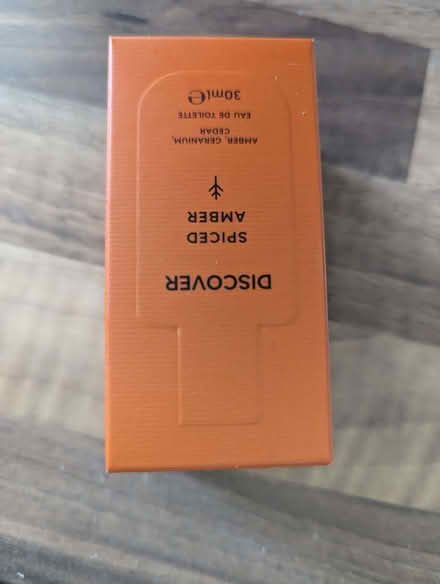 DISCOVER
SPICED
AMBER
AMBER, GERANIUM,
CEDAR
EAU DE TOILETTE
30ml℮